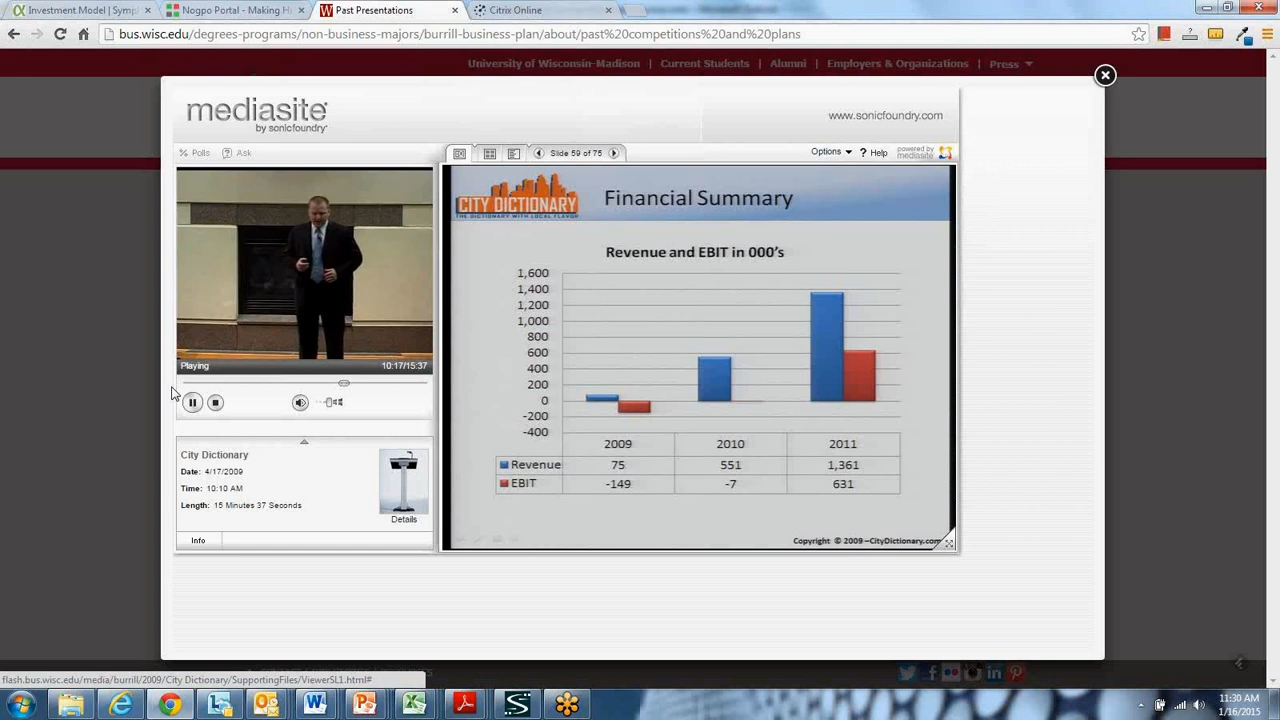 Investment Model | Symp
Nogpo Portal - Making Hi
Past Presentations
Citrix Online
bus.wisc.edu/degrees-programs/non-business-majors/burrill-business-plan/about/past%20competitions%20and%20plans
University of Wisconsin-Madison
Current Students
Alumni
Employers & Organizations
Press
mediasite
by sonicfoundry
www.sonicfoundry.com
Polls
Ask
Slide 59 of 75
Options
? Help
powered by
mediasite
CITY DICTIONARY
THE DICTIONARY WITH LOCAL FLAVOR
Financial Summary
Revenue and EBIT in 000's
1,600
1,400
1,200
1,000
800
600
400
200
0
-200
-400
2009 2010 2011
Revenue 75 551 1,361
EBIT -149 -7 631
Copyright © 2009 –CityDictionary.com
Playing
10:17/15:37
City Dictionary
Date: 4/17/2009
Time: 10:10 AM
Length: 15 Minutes 37 Seconds
Details
Info
flash.bus.wisc.edu/media/burrill/2009/City Dictionary/SupportingFiles/ViewerSL1.html#
11:30 AM
1/16/2015